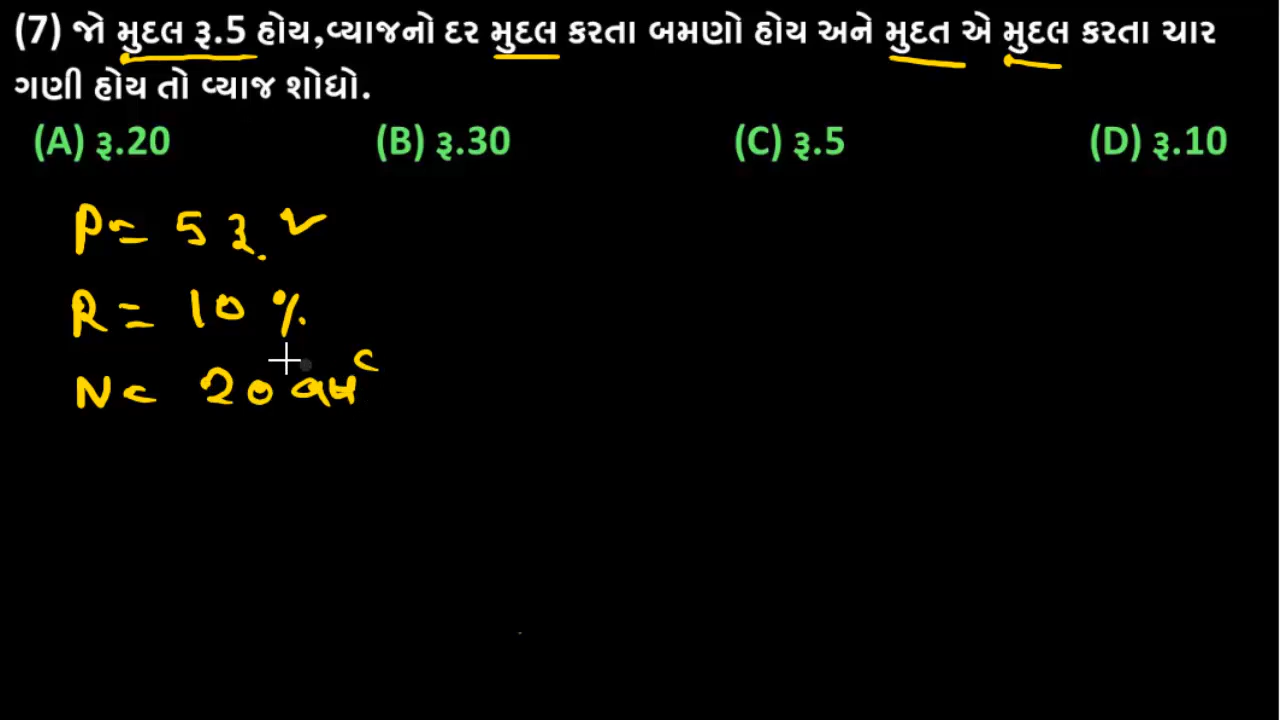 (7) જો મુદલ રૂ.5 હોય,વ્યાજનો દર મુદલ કરતા બમણો હોય અને મુદત એ મુદલ કરતા ચાર
ગણી હોય તો વ્યાજ શોધો.
(A) રૂ.20 (B) રૂ.30 (C) રૂ.5 (D) રૂ.10
P= 5 રૂ.
R = 10 %
N= 20 વર્ષ